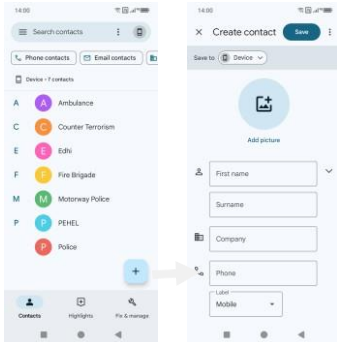 14:00
Search contacts
Phone contacts
Email contacts
Device • 7 contacts
A
A
Ambulance
C
C
Counter Terrorism
E
E
Edhi
F
F
Fire Brigade
M
M
Motorway Police
P
P
PEHEL
P
Police
+
Contacts
Highlights
Fix & manage
14:00
Create contact
Save
Save to
Device
Add picture
First name
Surname
Company
Phone
Label
Mobile